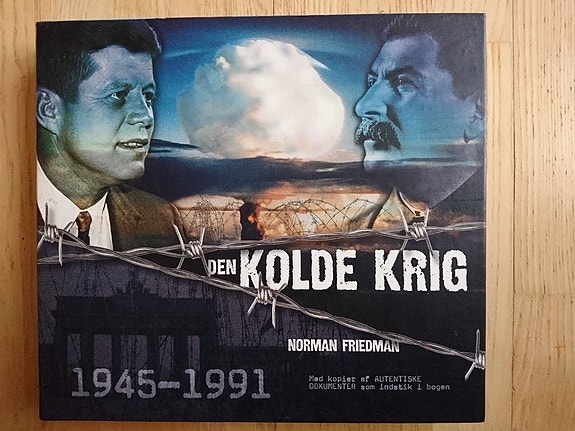 DEN KOLDE KRIG
NORMAN FRIEDMAN
1945–1991
Med kopier af AUTENTISKE
DOKUMENTER som indstik i bogen